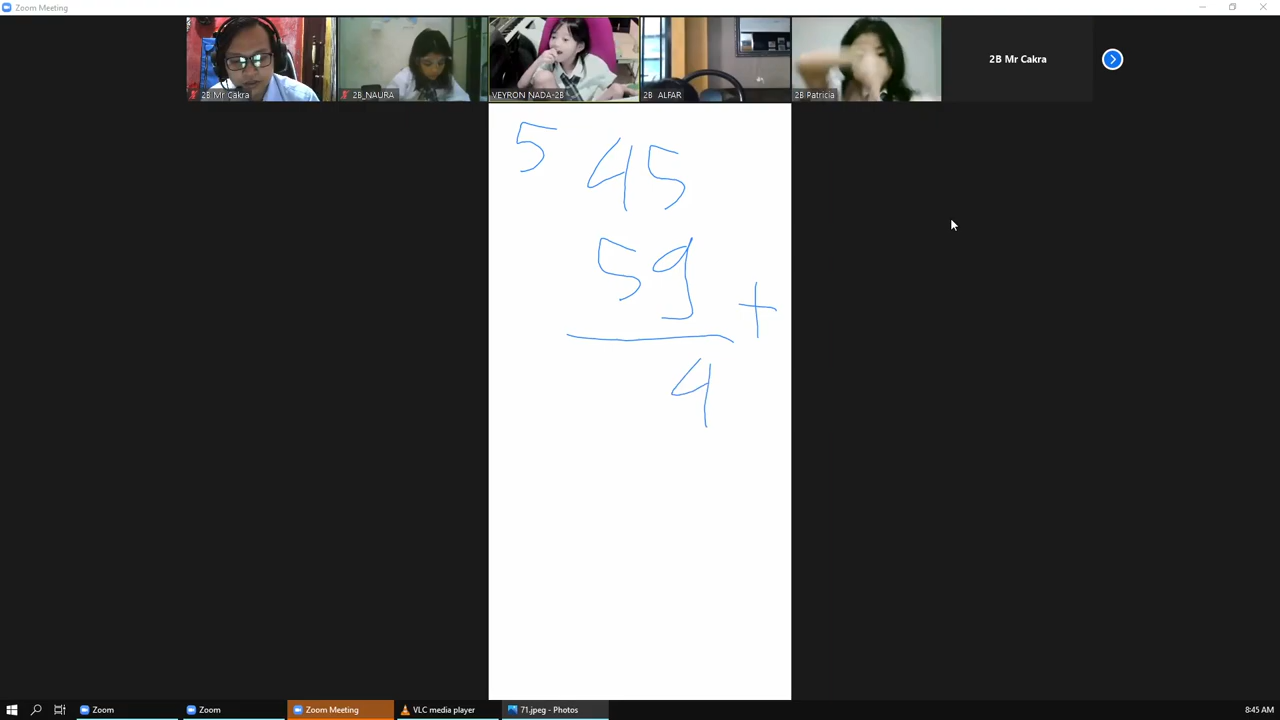 Zoom Meeting
2B Mr Cakra
2B_NAURA
VEYRON NADA-2B
2B ALFAR
2B Patricia
2B Mr Cakra
5
45
59
+
4
Zoom
Zoom
Zoom Meeting
VLC media player
71.jpeg - Photos
8:45 AM